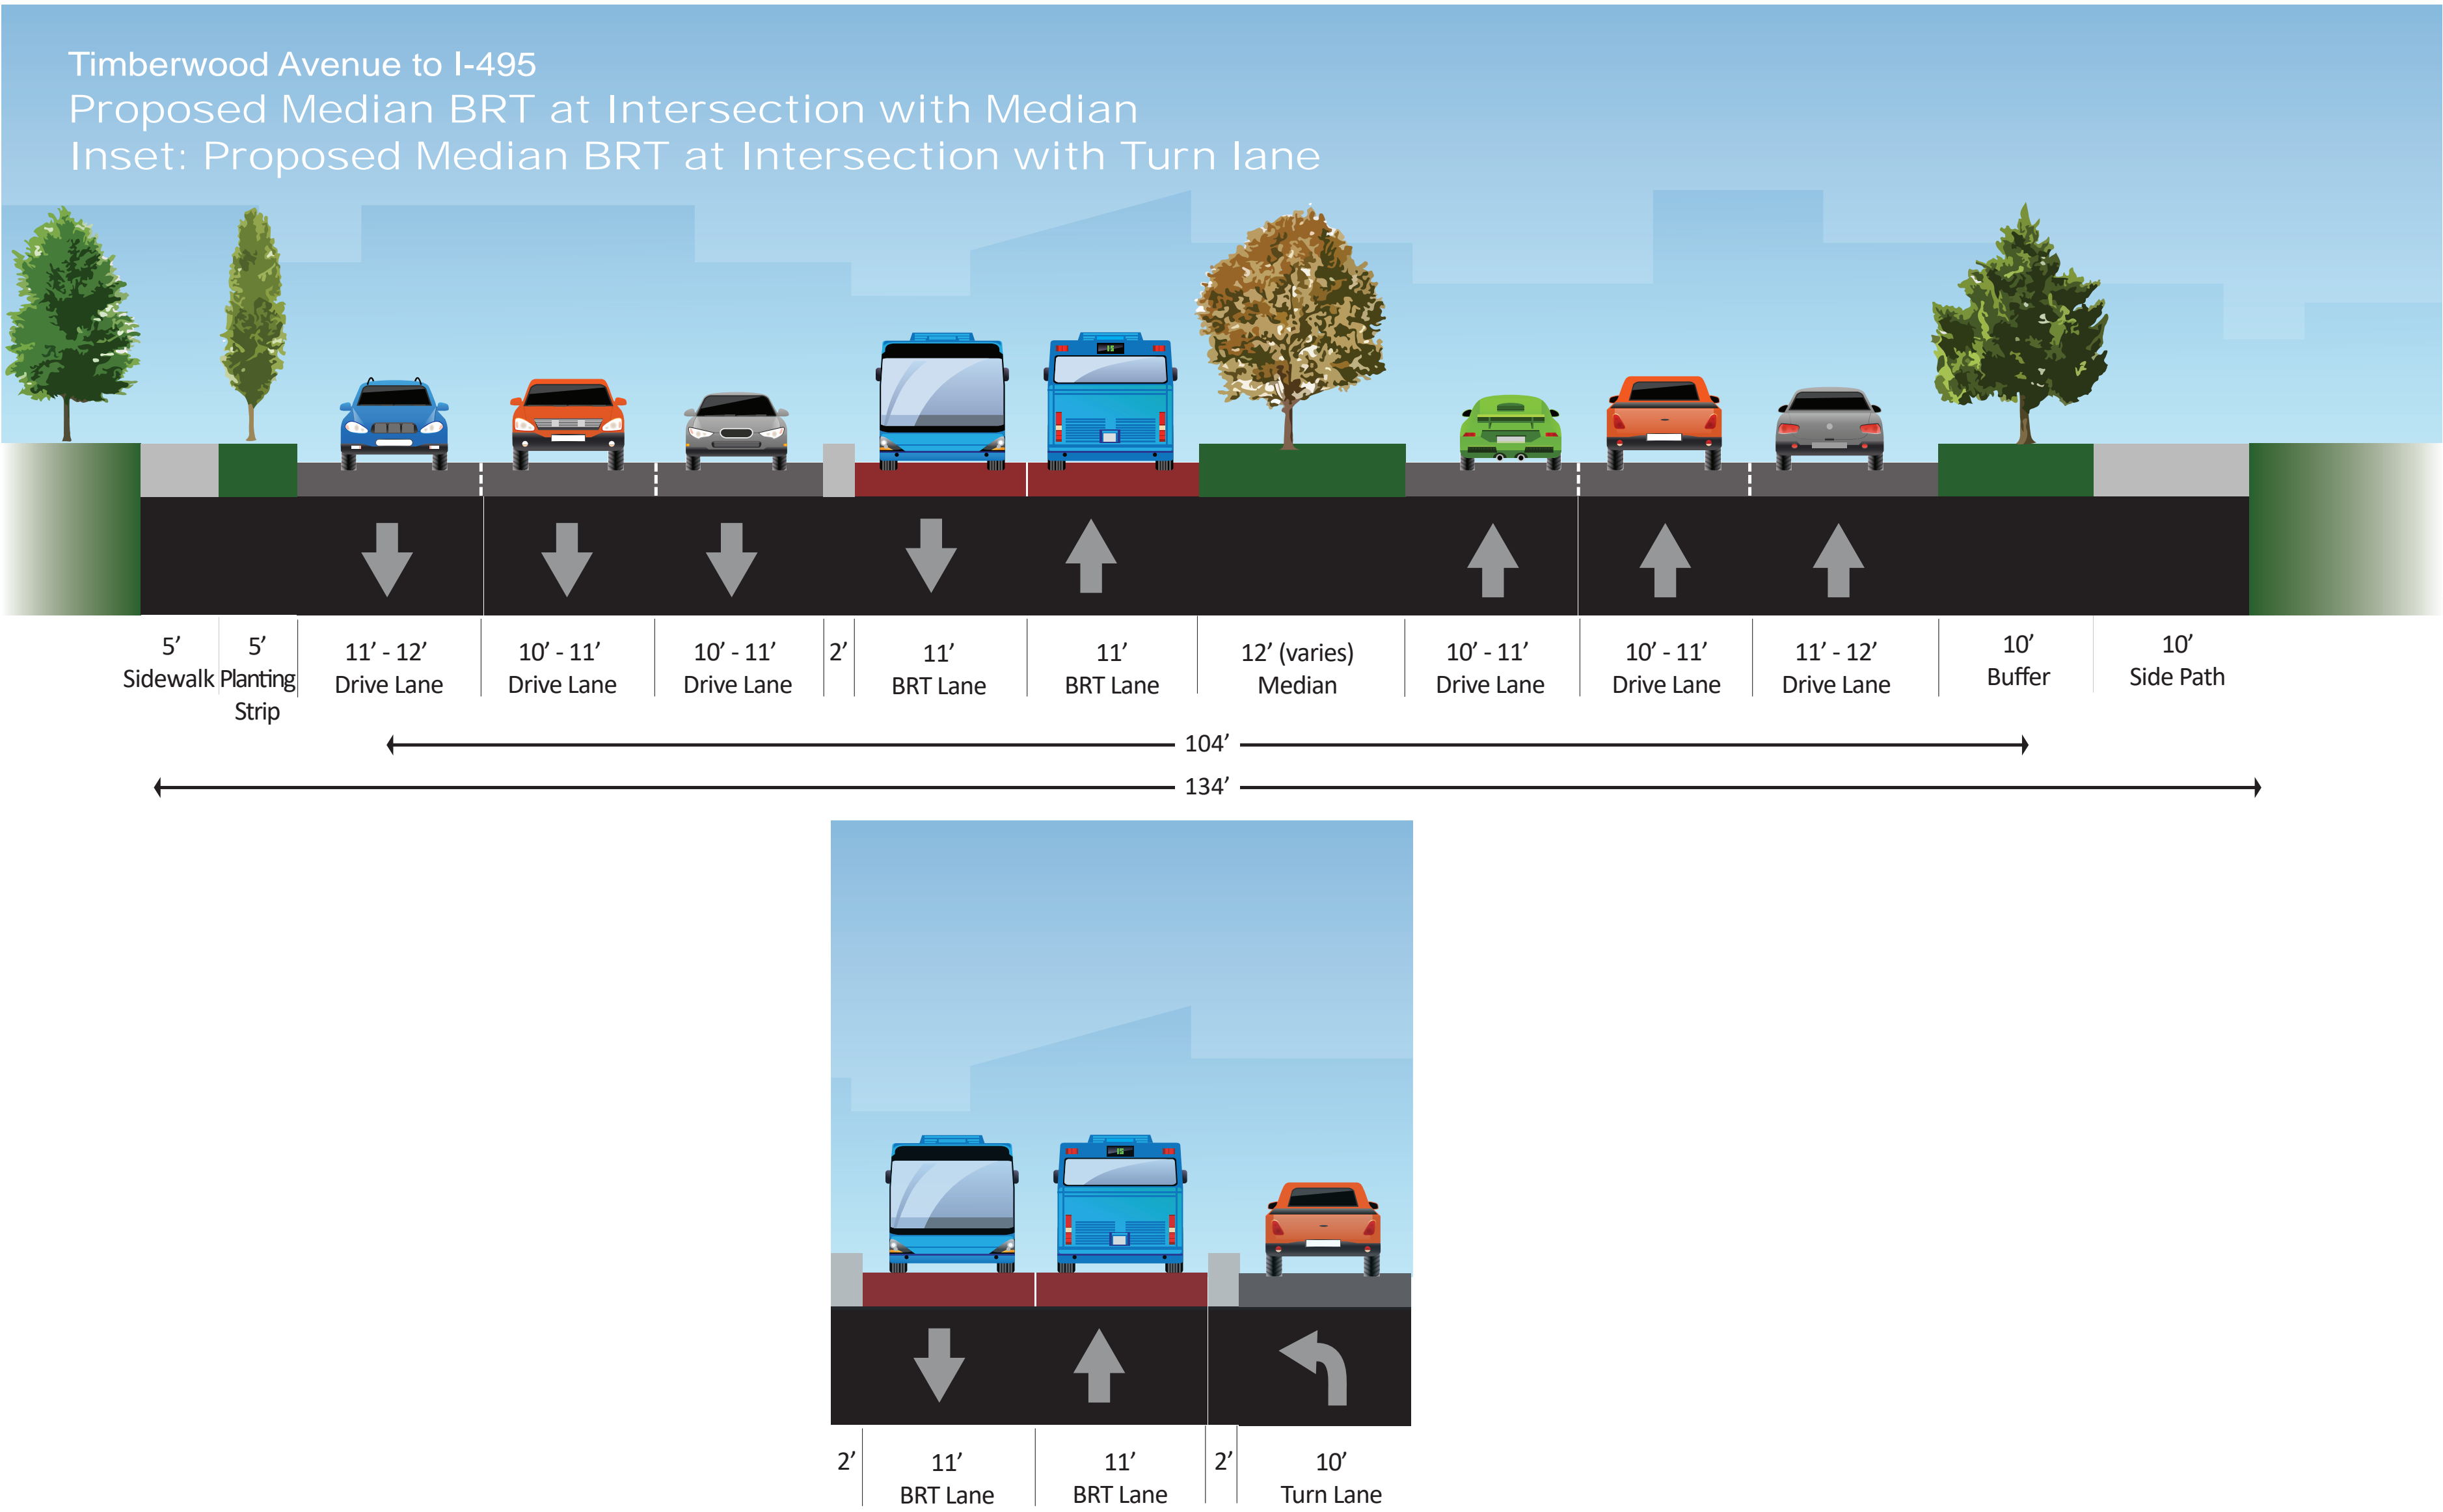 Timberwood Avenue to I-495
Proposed Median BRT at Intersection with Median
Inset: Proposed Median BRT at Intersection with Turn lane
15
5’ 5’ 11’ - 12’ 10’ - 11’ 10’ - 11’ 2’ 11’ 11’ 12’ (varies) 10’ - 11’ 10’ - 11’ 11’ - 12’ 10’ 10’
Sidewalk Planting Drive Lane Drive Lane Drive Lane BRT Lane BRT Lane Median Drive Lane Drive Lane Drive Lane Buffer Side Path
Strip
104’
134’
15
2’ 11’ 11’ 2’ 10’
BRT Lane BRT Lane Turn Lane